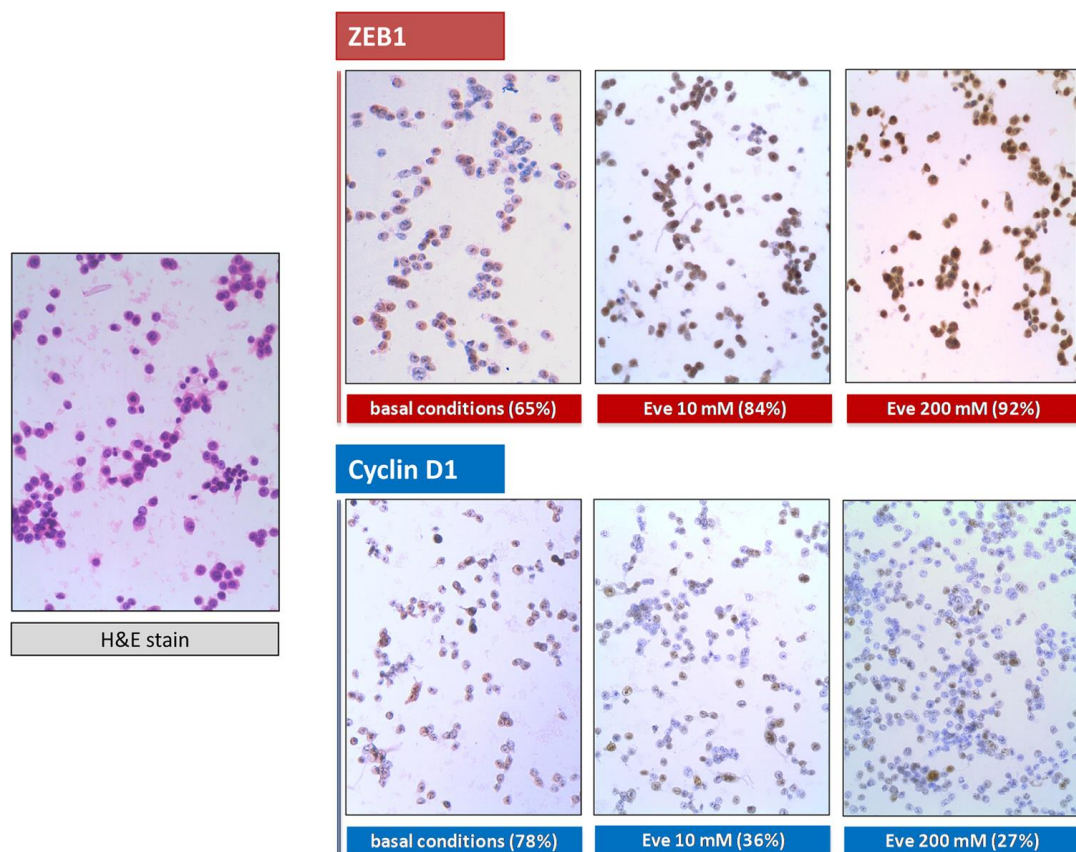 ZEB1
basal conditions (65%)
Eve 10 mM (84%)
Eve 200 mM (92%)
H&E stain
Cyclin D1
basal conditions (78%)
Eve 10 mM (36%)
Eve 200 mM (27%)